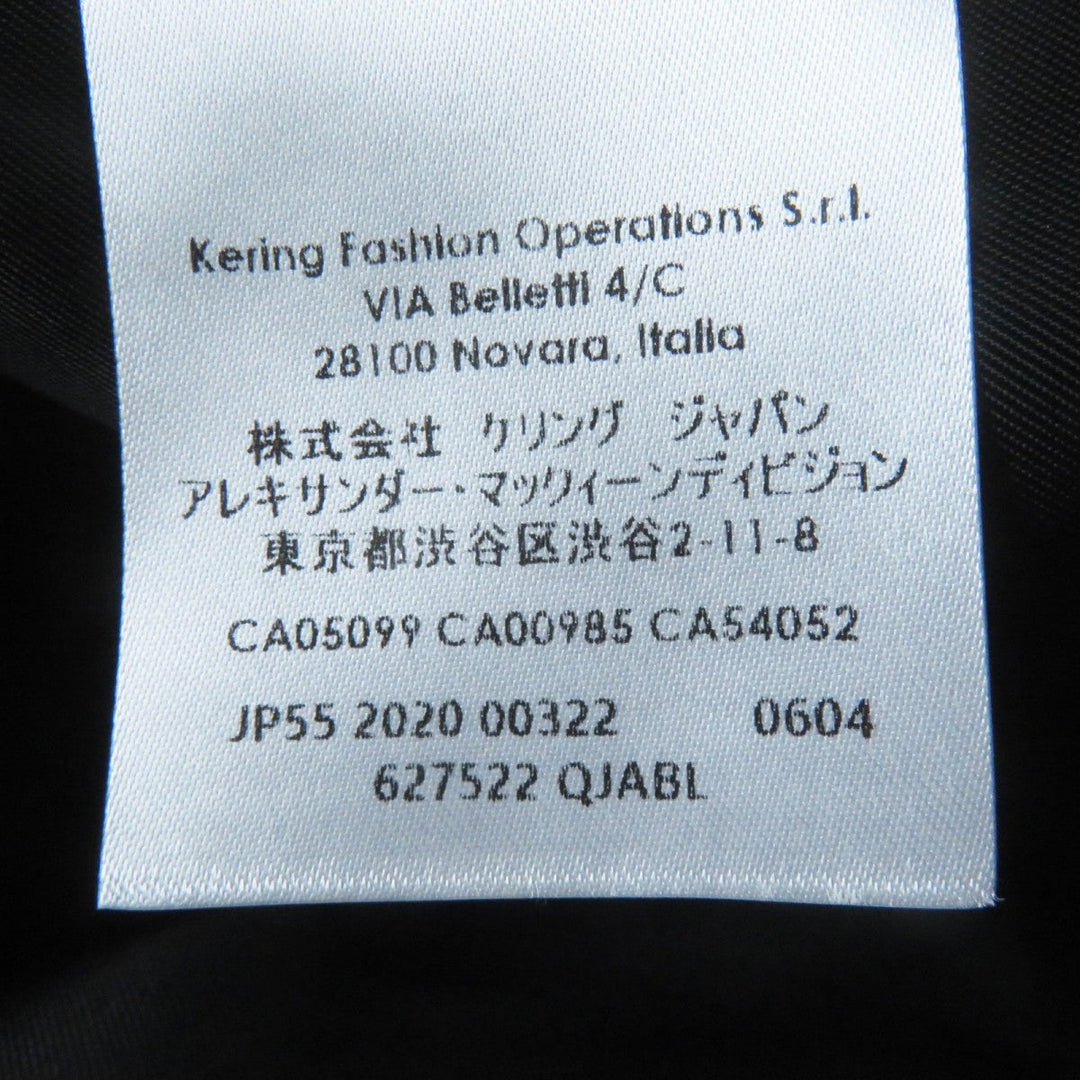 Kering Fashion Operations S.r.l.
VIA Belletti 4/C
28100 Novara, Italia
株式会社 ケリング ジャパン
アレキサンダー・マックィーンディビジョン
東京都渋谷区渋谷2-11-8
CA05099 CA00985 CA54052
JP55 2020 00322 0604
627522 QJABL